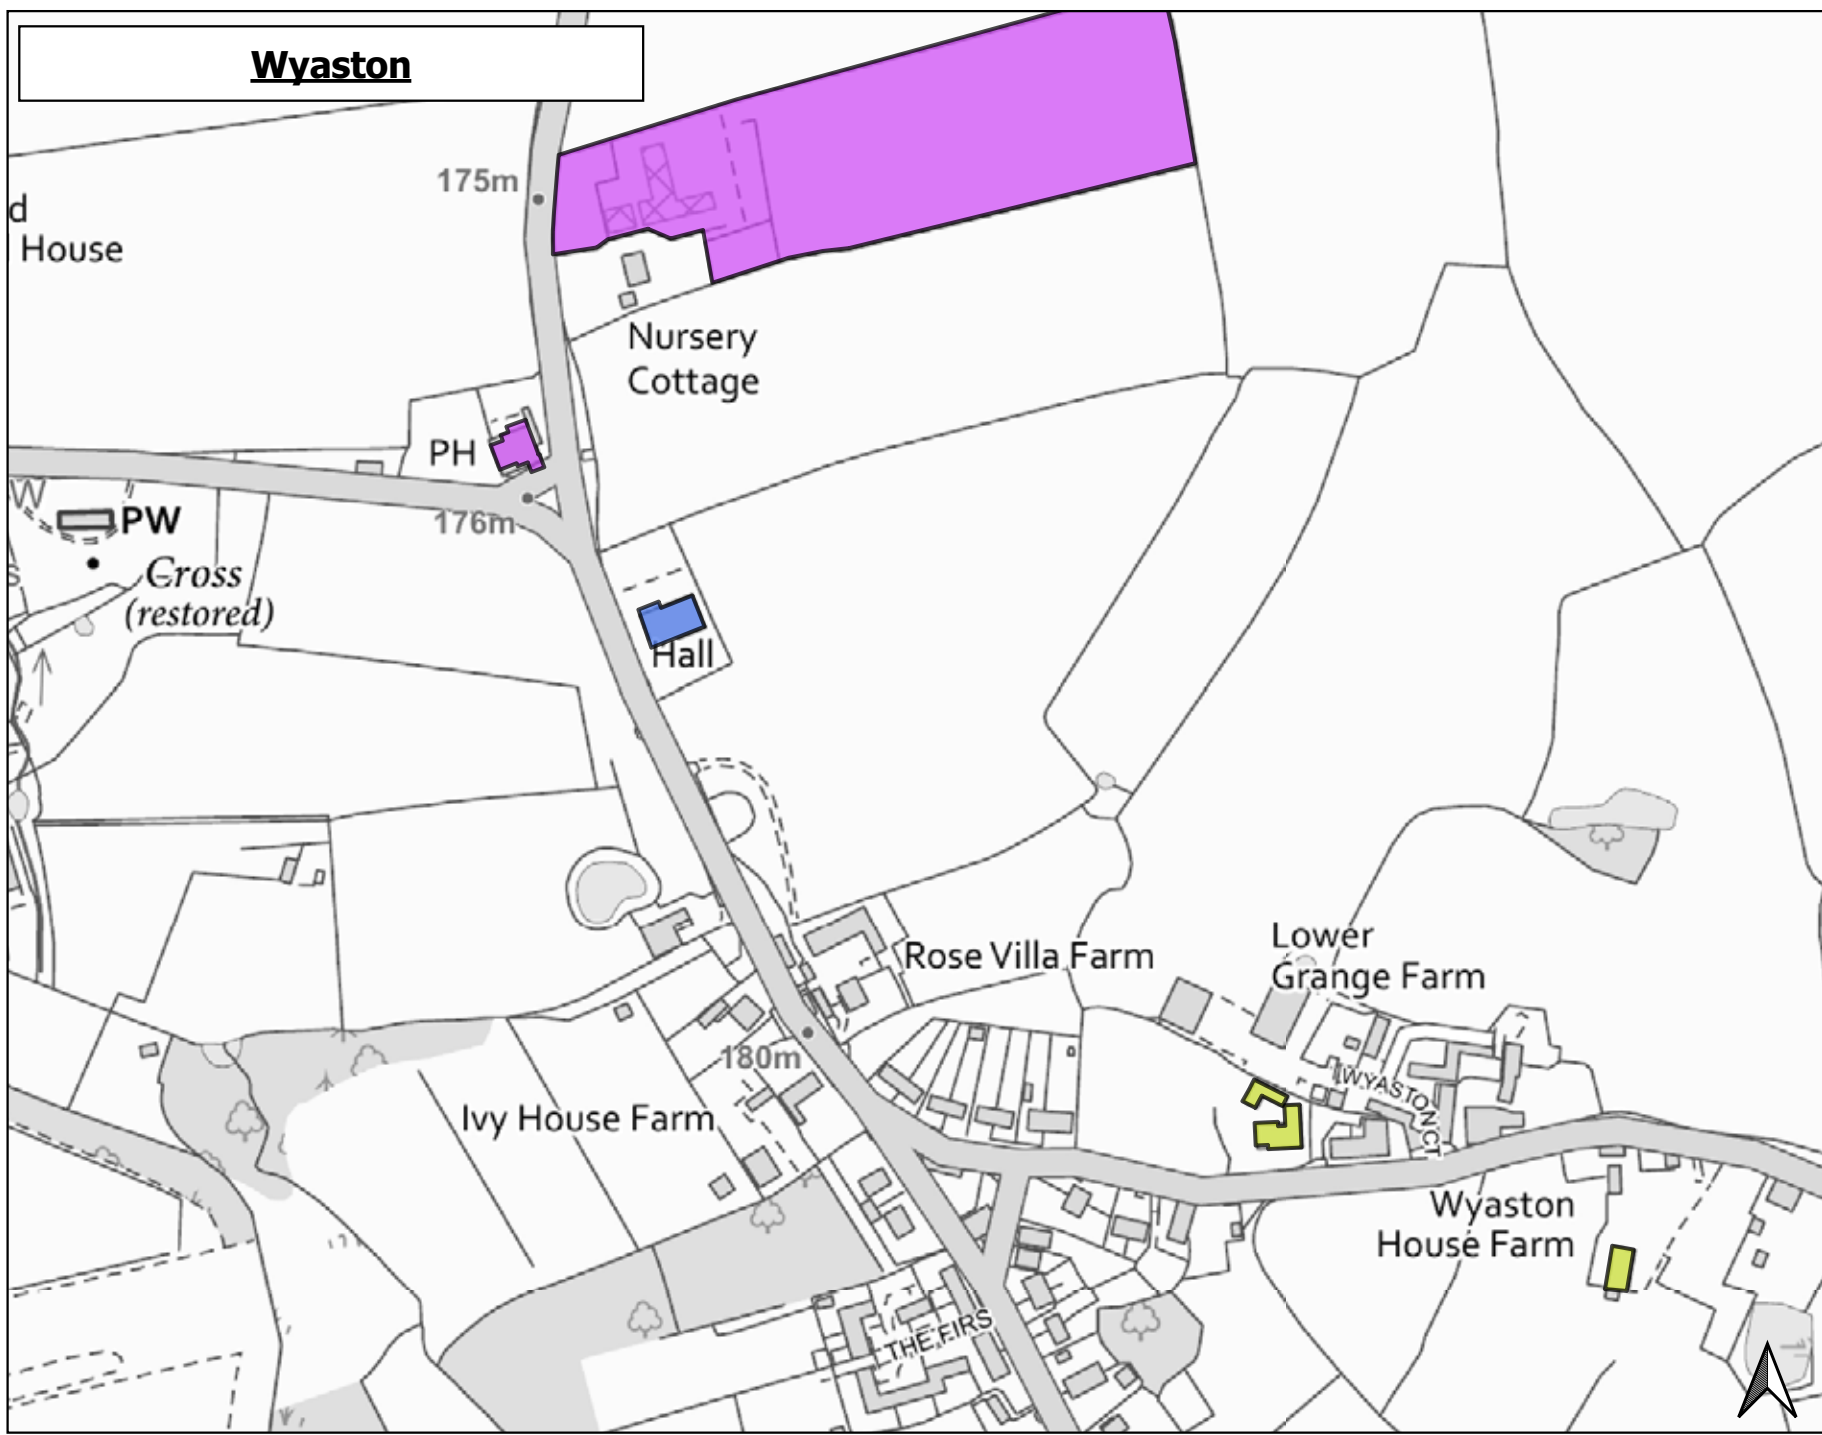 Wyaston
175m
d
House
Nursery
Cottage
PH
W
PW
176m
Cross
(restored)
s
Hall
Lower
Grange Farm
Rose Villa Farm
180m
WYASTON CT
Ivy House Farm
Wyaston
House Farm
THE FIRS